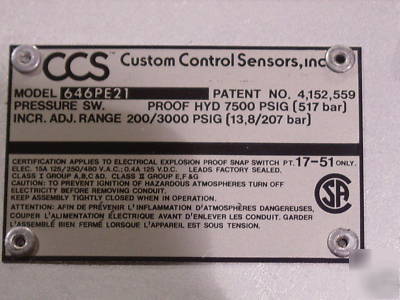 CCS™ Custom Control Sensors, inc
MODEL 646PE21 PATENT NO. 4,152,559
PRESSURE SW. PROOF HYD 7500 PSIG (517 bar)
INCR. ADJ. RANGE 200/3000 PSIG (13,8/207 bar)
CERTIFICATION APPLIES TO ELECTRICAL EXPLOSION PROOF SNAP SWITCH PT. 17-51 ONLY.
ELEC. 15A 125/250/480 V.A.C.; 0.4A 125 V.D.C. LEADS FACTORY SEALED.
CLASS I GROUP A,B,C &D. CLASS II GROUP E,F &G
CAUTION: TO PREVENT IGNITION OF HAZARDOUS ATMOSPHERES TURN OFF
ELECTRICITY BEFORE REMOVING CONDUIT.
KEEP ASSEMBLY TIGHTLY CLOSED WHEN IN OPERATION.
ATTENTION: AFIN DE PRÉVENIR L'INFLAMMATION D'ATMOSPHÈRES DANGEREUSES,
COUPER L'ALIMENTATION ÉLECTRIQUE AVANT D'ENLEVER LES CONDUIT. GARDER
L'ASSEMBLÉ BIEN FERMÉ LORSQUE L'APPAREIL EST SOUS TENSION.
SA